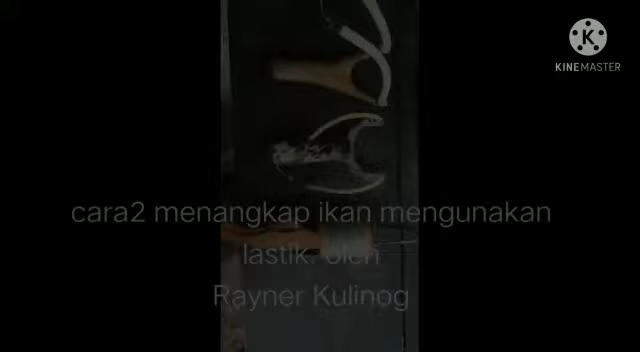 KINEMASTER
cara2 menangkap ikan mengunakan
lastik. oleh
Rayner Kulinog